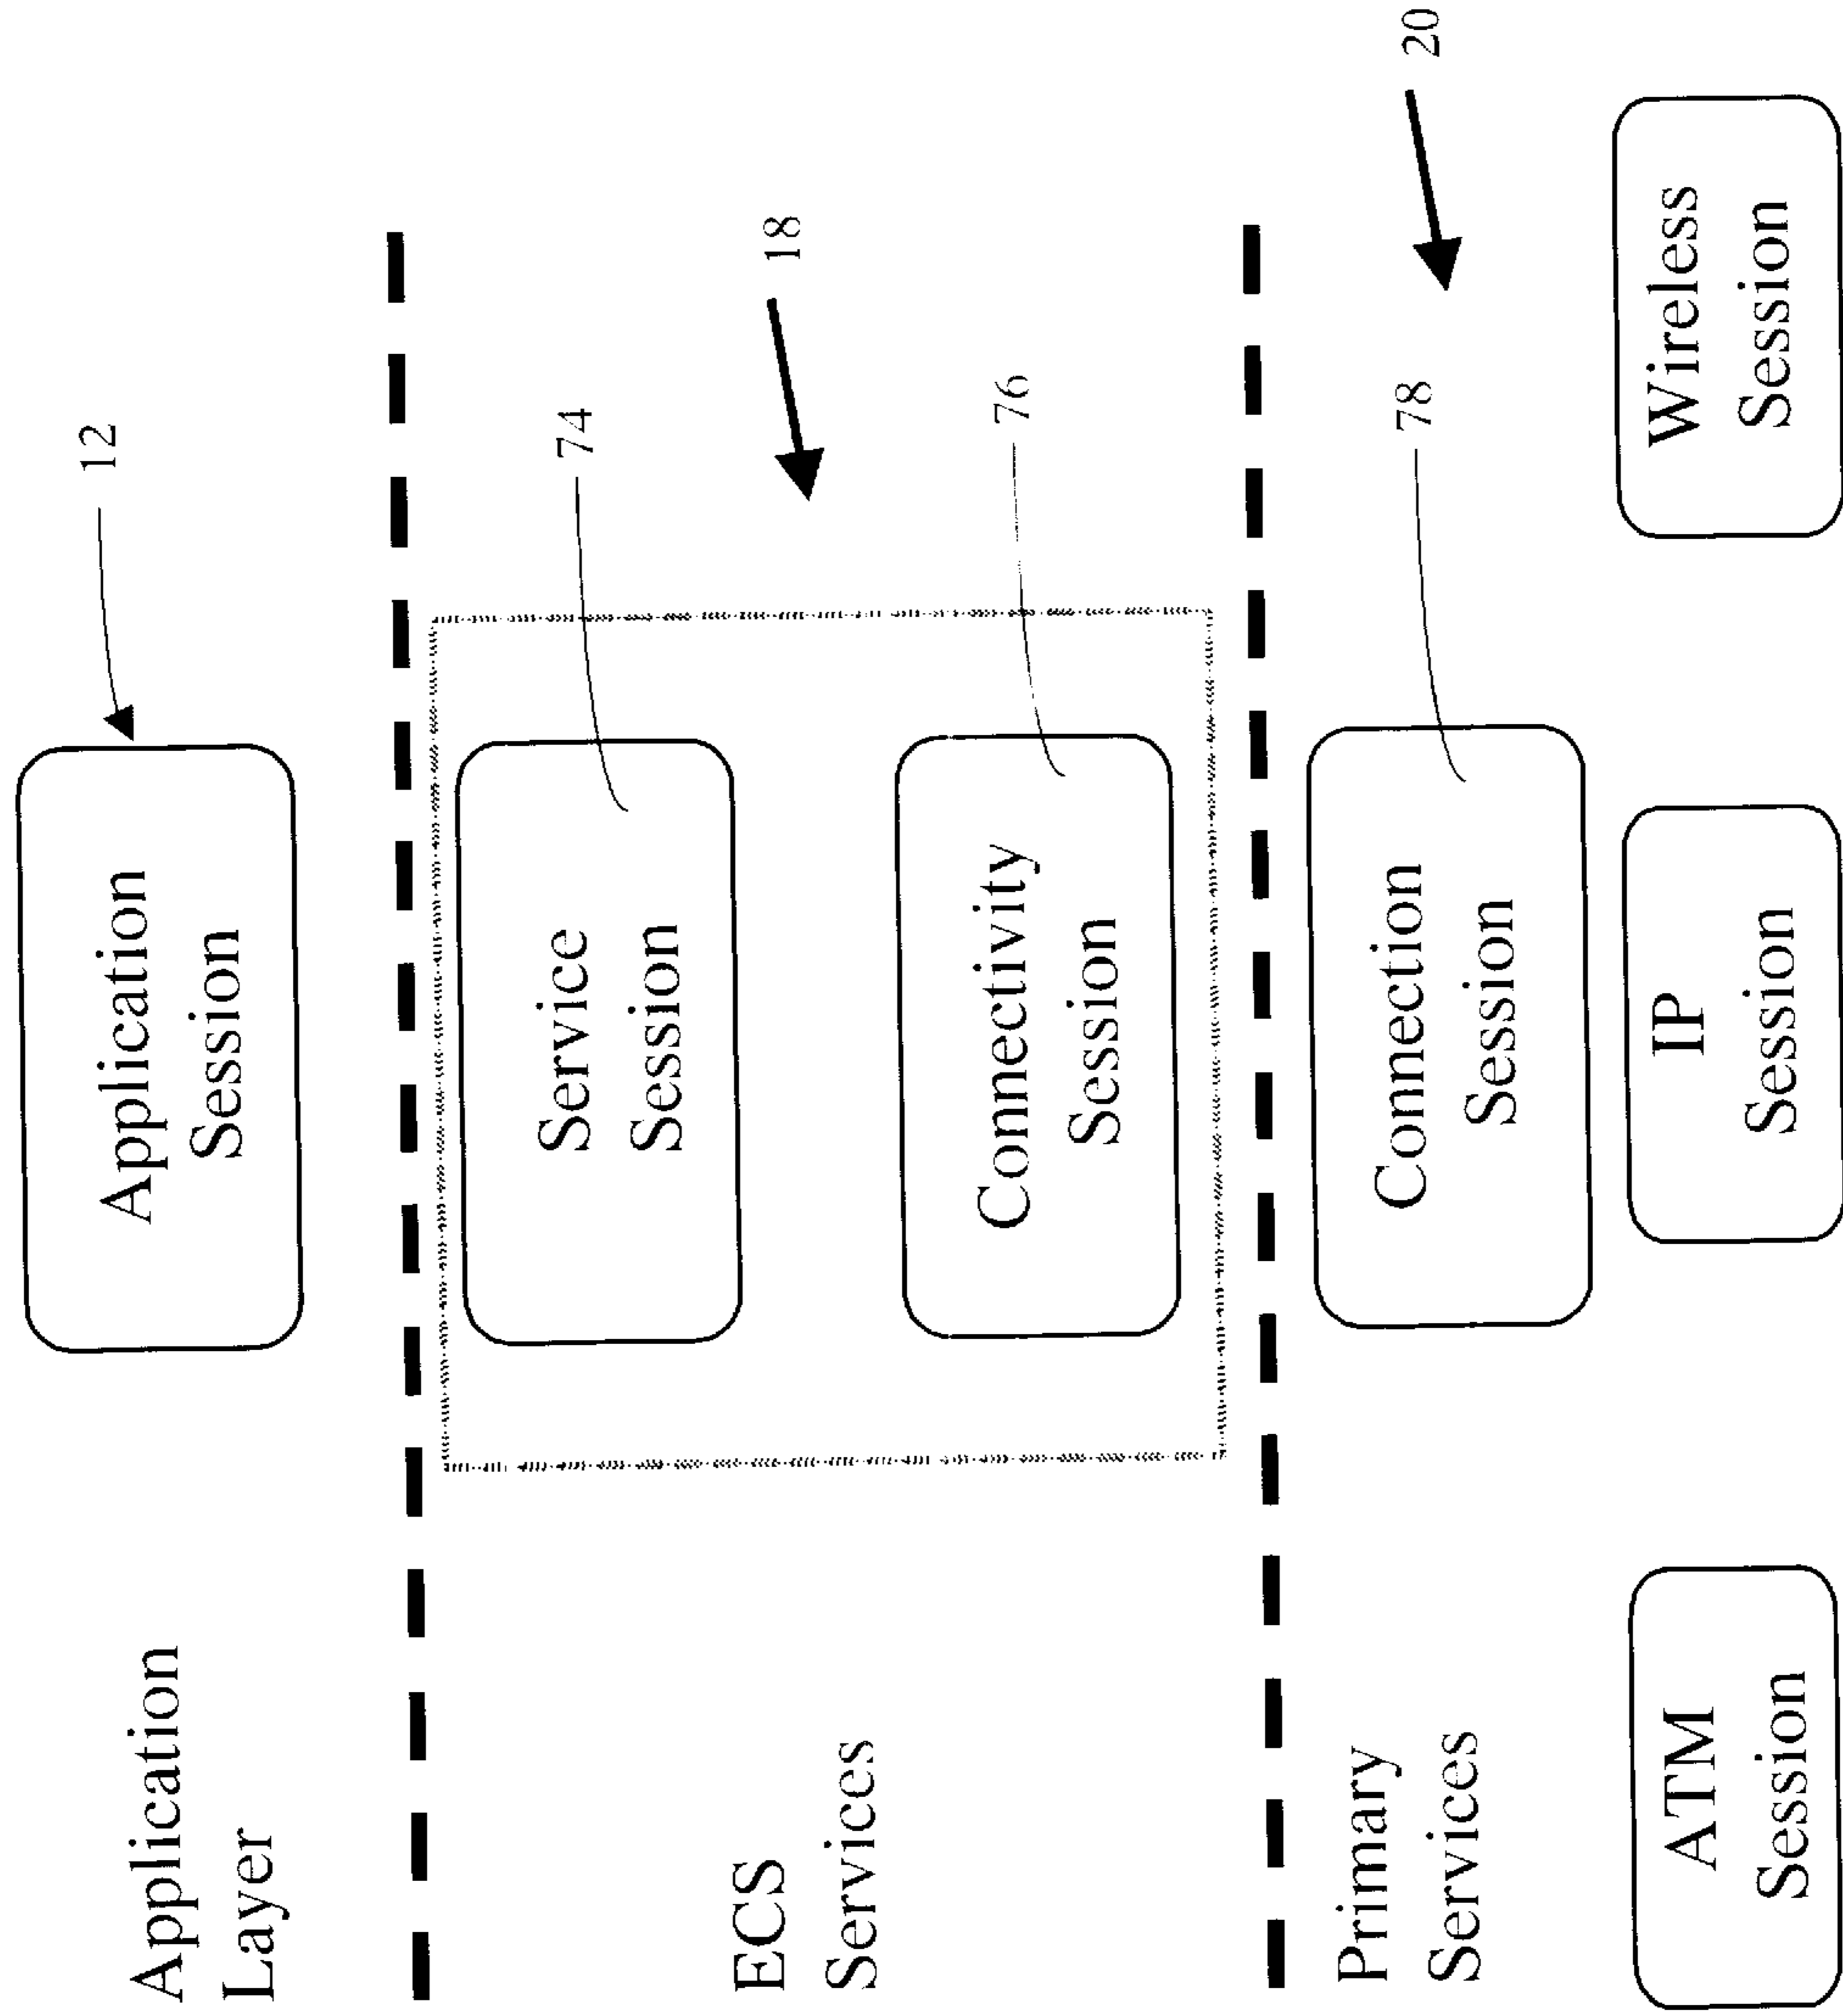 12
Application
Layer
Application
Session
74
Service
Session
18
ECS
Services
76
Connectivity
Session
20
78
Primary
Services
Connection
Session
ATM
Session
IP
Session
Wireless
Session